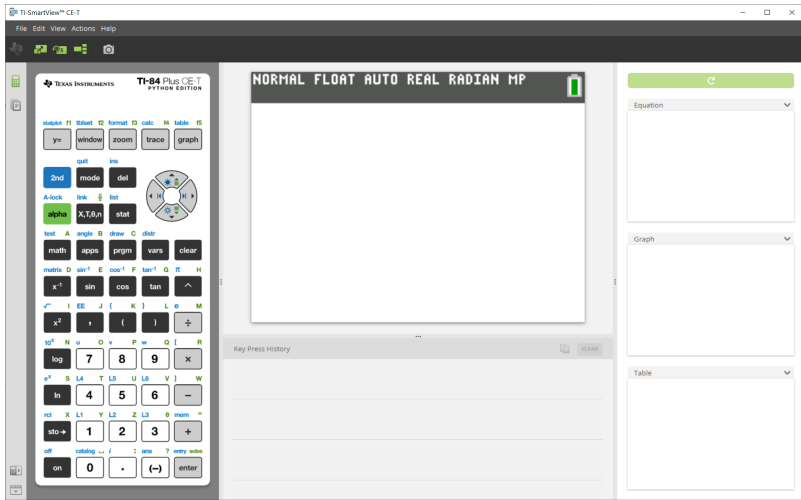 TI-SmartView™ CE-T
File Edit View Actions Help
TEXAS INSTRUMENTS TI-84 Plus CE-T
PYTHON EDITION
statplot f1 tblset f2 format f3 calc f4 table f5
y= window zoom trace graph
quit ins
2nd mode del
A-lock link list
alpha X,T,θ,n stat
test A angle B draw C distr
math apps prgm vars clear
matrix D sin⁻¹ E cos⁻¹ F tan⁻¹ G π H
x⁻¹ sin cos tan ^
√ I EE J { K } L e M
x² , ( ) ÷
10ˣ N u O v P w Q [ R
log 7 8 9 ×
eˣ S L4 T L5 U L6 V ] W
ln 4 5 6 −
rcl X L1 Y L2 Z L3 θ mem "
sto→ 1 2 3 +
off catalog i : ans ? entry solve
on 0 . (–) enter
NORMAL FLOAT AUTO REAL RADIAN MP
Key Press History CLEAR
Equation
Graph
Table